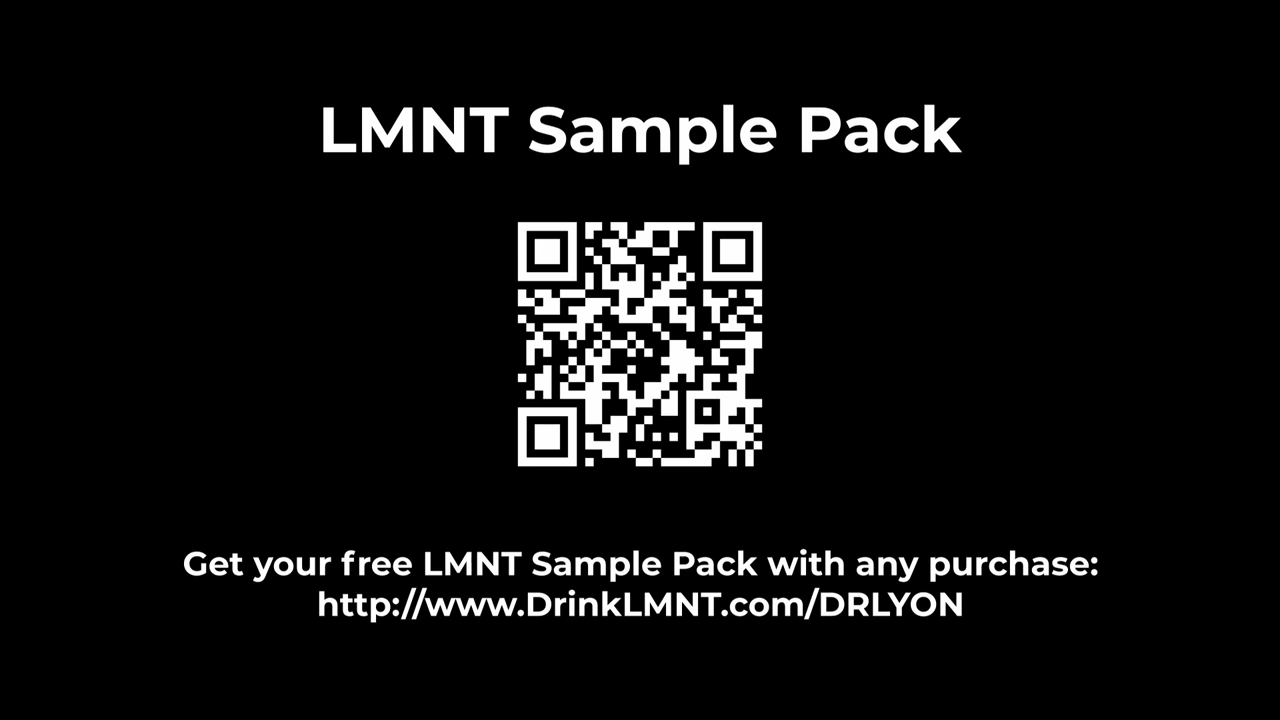 LMNT Sample Pack
Get your free LMNT Sample Pack with any purchase:
http://www.DrinkLMNT.com/DRLYON